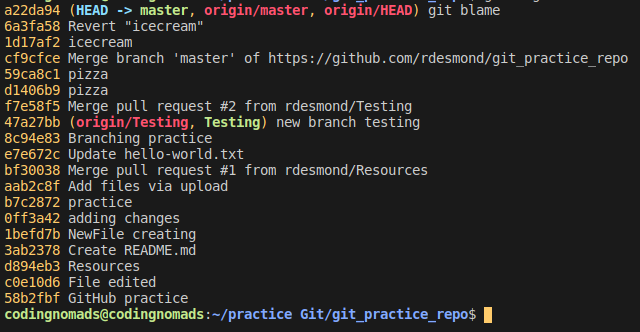 a22da94 (HEAD -> master, origin/master, origin/HEAD) git blame
6a3fa58 Revert "icecream"
1d17af2 icecream
cf9cfce Merge branch 'master' of https://github.com/rdesmond/git_practice_repo
59ca8c1 pizza
d1406b9 pizza
f7e58f5 Merge pull request #2 from rdesmond/Testing
47a27bb (origin/Testing, Testing) new branch testing
8c94e83 Branching practice
e7e672c Update hello-world.txt
bf30038 Merge pull request #1 from rdesmond/Resources
aab2c8f Add files via upload
b7c2872 practice
0ff3a42 adding changes
1befd7b NewFile creating
3ab2378 Create README.md
d894eb3 Resources
c0e10d6 File edited
58b2fbf GitHub practice
codingnomads@codingnomads:~/practice Git/git_practice_repo$